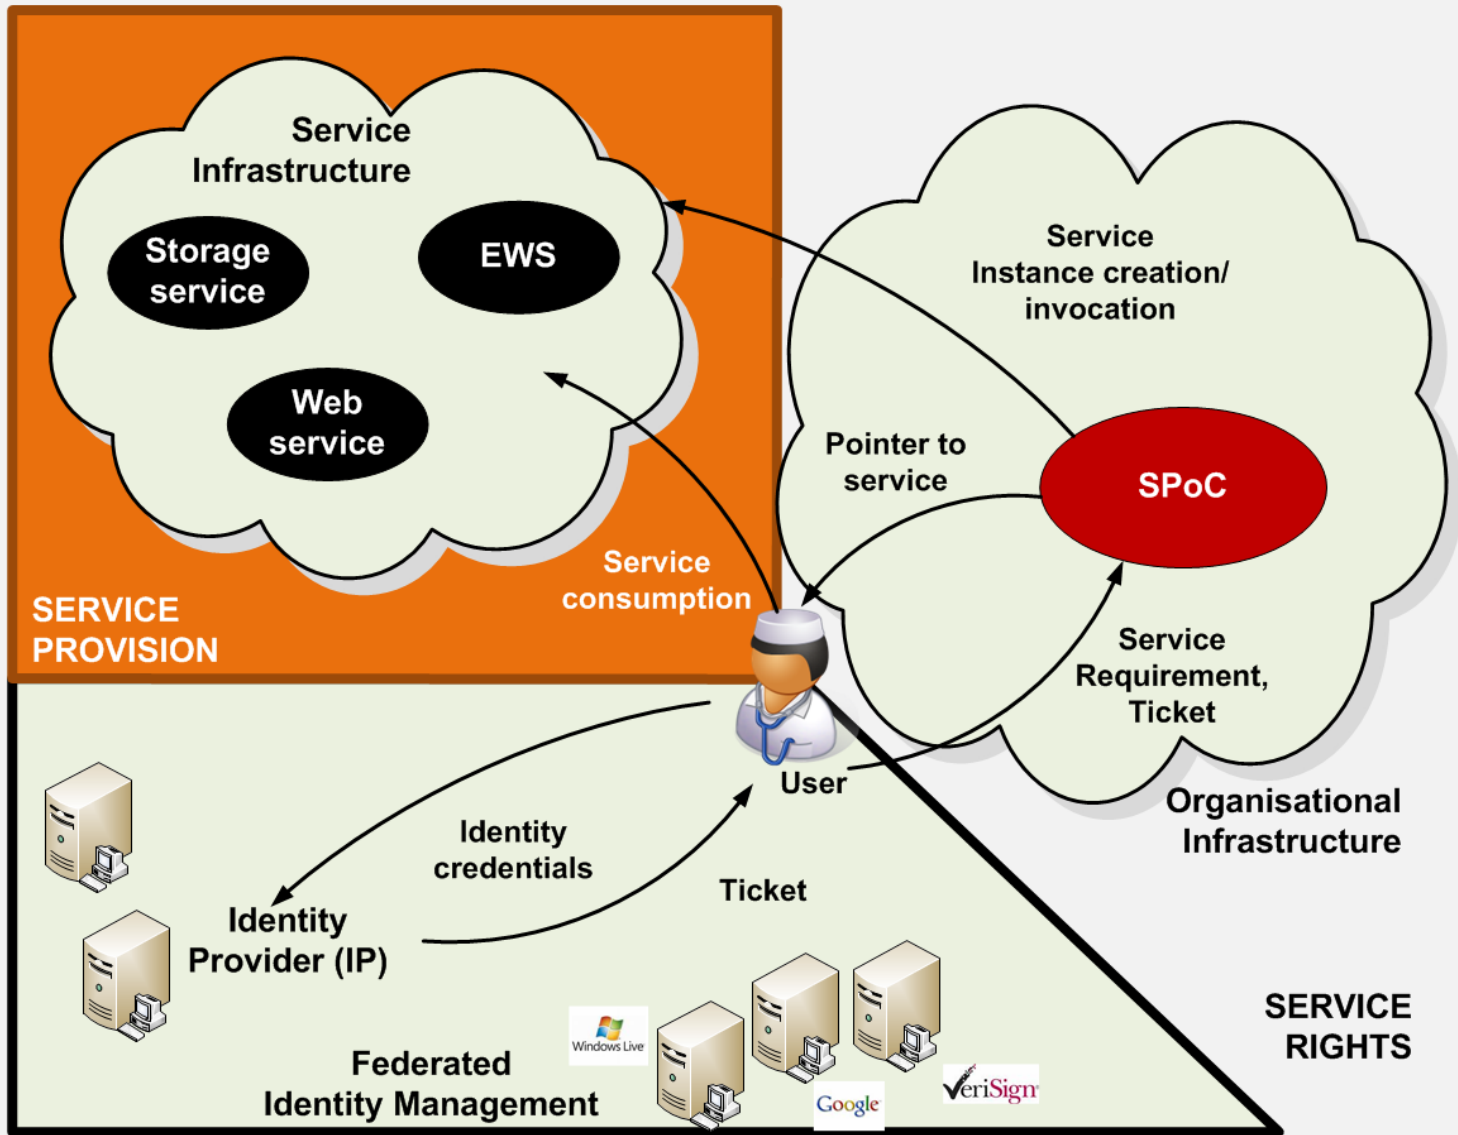 Service
Infrastructure
Storage
service
EWS
Web
service
Service
consumption
SERVICE
PROVISION
Service
Instance creation/
invocation
Pointer to
service
SPoC
Service
Requirement,
Ticket
Organisational
Infrastructure
User
Identity
credentials
Ticket
Identity
Provider (IP)
Windows Live
Google
VeriSign
Federated
Identity Management
SERVICE
RIGHTS